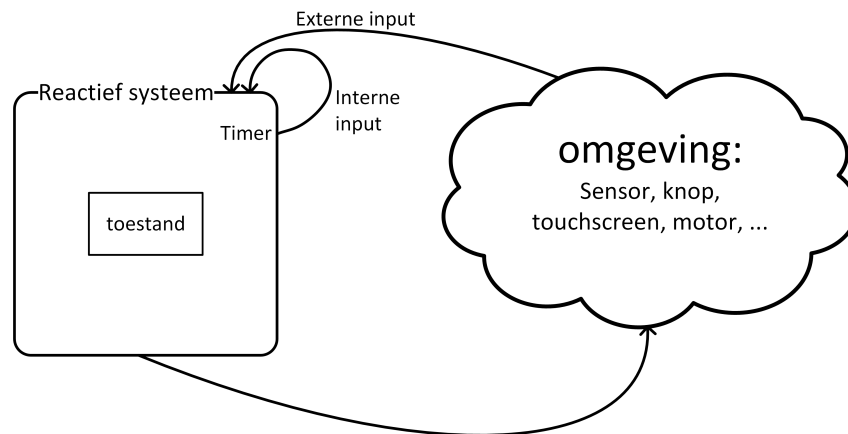 Externe input
Reactief systeem
Interne
input
Timer
toestand
omgeving:
Sensor, knop,
touchscreen, motor, ...